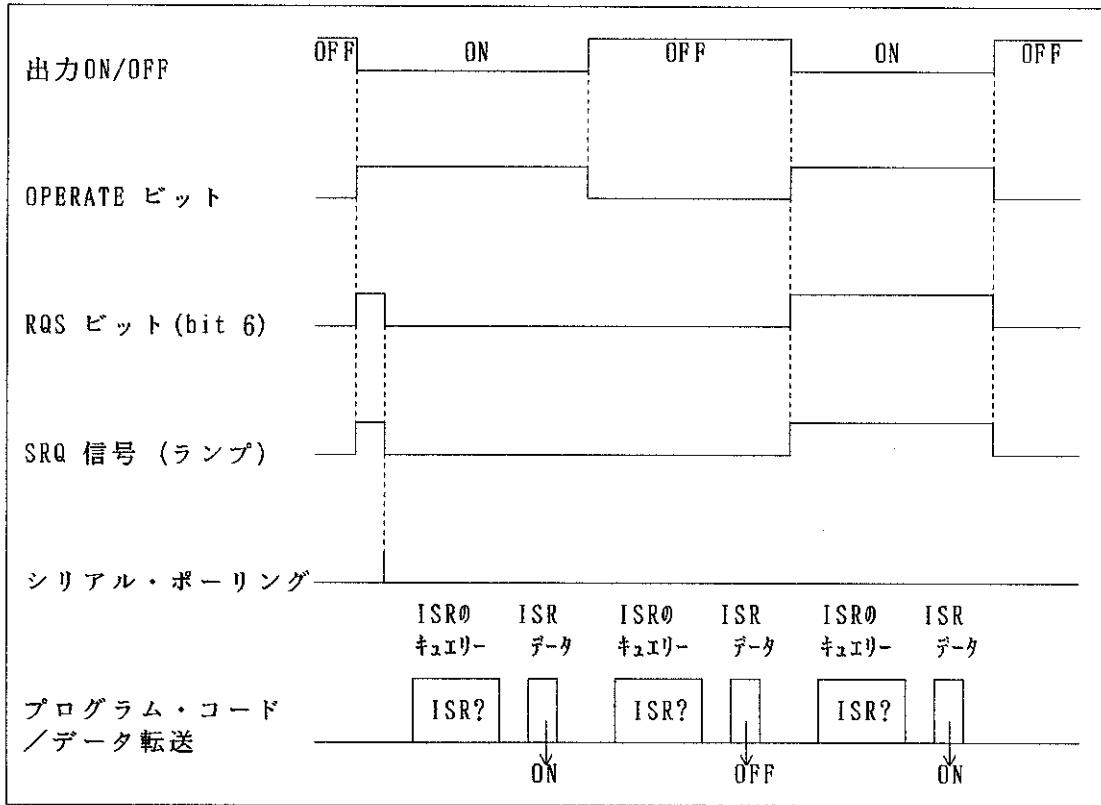 出力ON/OFF
OFF ON OFF ON OFF
OPERATE ビット
RQS ビット(bit 6)
SRQ 信号 (ランプ)
シリアル・ポーリング
ISRの ISR ISRの ISR ISRの ISR
キュエリー データ キュエリー データ キュエリー データ
プログラム・コード
/データ転送
ISR? ISR? ISR?
ON OFF ON